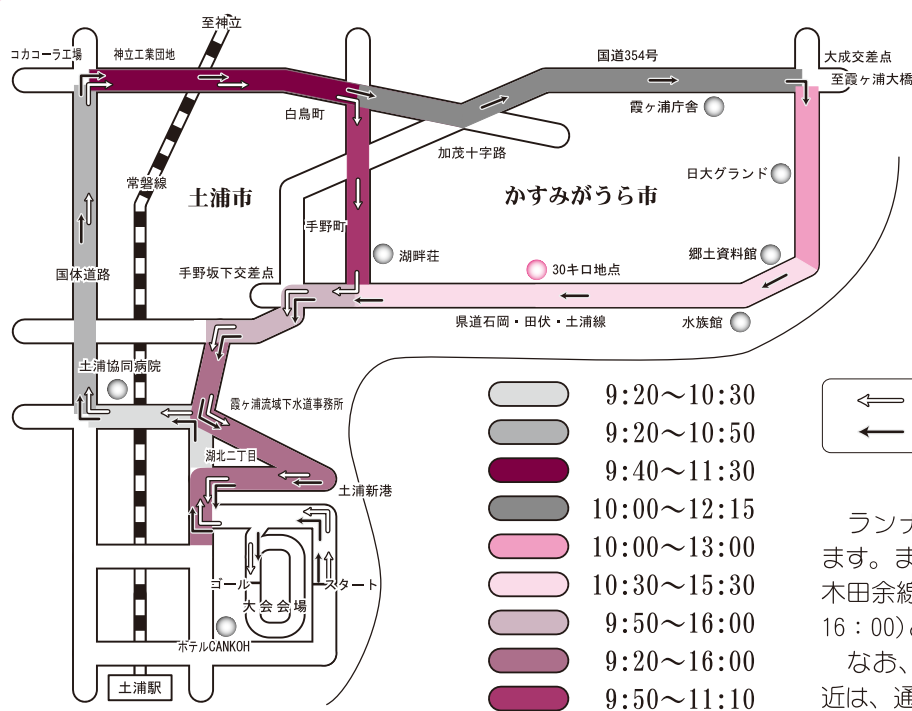 至神立
コカコーラ工場
神立工業団地
国道354号
大成交差点
至霞ヶ浦大橋
白鳥町
霞ヶ浦庁舎
加茂十字路
常磐線
土浦市
かすみがうら市
日大グランド
手野町
湖畔荘
郷土資料館
国体道路
手野坂下交差点
30キロ地点
県道石岡・田伏・土浦線
水族館
土浦協同病院
霞ヶ浦流域下水道事務所
湖北二丁目
土浦新港
ゴール
スタート
大会会場
ホテルCANKOH
土浦駅
9:20〜10:30
9:20〜10:50
9:40〜11:30
10:00〜12:15
10:00〜13:00
10:30〜15:30
9:50〜16:00
9:20〜16:00
9:50〜11:10
ランナ
ます。ま
木田余線
16：00)
なお、
近は、通